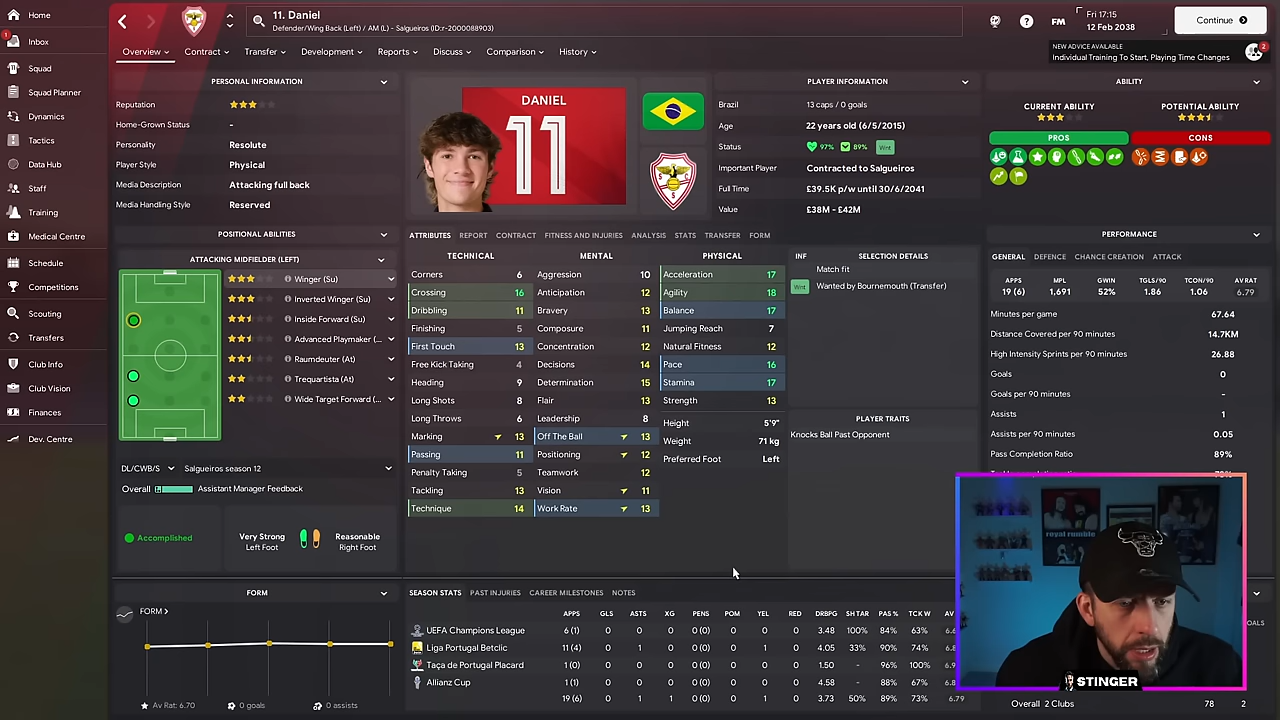 Home
Inbox
1
Squad
Squad Planner
Dynamics
Tactics
Data Hub
Staff
Training
Medical Centre
Schedule
Competitions
Scouting
Transfers
Club Info
Club Vision
Finances
Dev. Centre
11. Daniel
Defender/Wing Back (Left) / AM (L) - Salgueiros (ID:r-2000088903)
FM
Fri 17:15
12 Feb 2038
Continue
Overview
Contract
Transfer
Development
Reports
Discuss
Comparison
History
NEW ADVICE AVAILABLE
Individual Training To Start, Playing Time Changes
2
PERSONAL INFORMATION
Reputation
Home-Grown Status -
Personality Resolute
Player Style Physical
Media Description Attacking full back
Media Handling Style Reserved
DANIEL
11
PLAYER INFORMATION
Brazil 13 caps / 0 goals
Age 22 years old (6/5/2015)
Status 97% 89% Wnt
Important Player Contracted to Salgueiros
Full Time £39.5K p/w until 30/6/2041
Value £38M - £42M
ABILITY
CURRENT ABILITY
POTENTIAL ABILITY
PROS
CONS
POSITIONAL ABILITIES
ATTACKING MIDFIELDER (LEFT)
Winger (Su)
Inverted Winger (Su)
Inside Forward (Su)
Advanced Playmaker (...
Raumdeuter (At)
Trequartista (At)
Wide Target Forward (...
DL/CWB/S
Salgueiros season 12
Overall
Assistant Manager Feedback
Accomplished
Very Strong
Left Foot
Reasonable
Right Foot
ATTRIBUTES
REPORT
CONTRACT
FITNESS AND INJURIES
ANALYSIS
STATS
TRANSFER
FORM
TECHNICAL
Corners 6
Crossing 16
Dribbling 11
Finishing 5
First Touch 13
Free Kick Taking 4
Heading 9
Long Shots 8
Long Throws 6
Marking 13
Passing 11
Penalty Taking 5
Tackling 13
Technique 14
MENTAL
Aggression 10
Anticipation 12
Bravery 13
Composure 11
Concentration 12
Decisions 14
Determination 15
Flair 13
Leadership 8
Off The Ball 13
Positioning 12
Teamwork 12
Vision 11
Work Rate 13
PHYSICAL
Acceleration 17
Agility 18
Balance 17
Jumping Reach 7
Natural Fitness 12
Pace 16
Stamina 17
Strength 13
Height 5'9"
Weight 71 kg
Preferred Foot Left
INF
SELECTION DETAILS
Match fit
Wnt Wanted by Bournemouth (Transfer)
PLAYER TRAITS
Knocks Ball Past Opponent
PERFORMANCE
GENERAL
DEFENCE
CHANCE CREATION
ATTACK
APPS MPL GWIN TGLS/90 TCON/90 AV RAT
19 (6) 1.691 52% 1.86 1.06 6.79
Minutes per game 67.64
Distance Covered per 90 minutes 14.7KM
High Intensity Sprints per 90 minutes 26.88
Goals 0
Goals per 90 minutes -
Assists 1
Assists per 90 minutes 0.05
Pass Completion Ratio 89%
FORM
FORM >
Av Rat: 6.70
0 goals
0 assists
SEASON STATS
PAST INJURIES
CAREER MILESTONES
NOTES
APPS GLS ASTS XG PENS POM YEL RED DRBPG SH TAR PAS % TCK W AV
UEFA Champions League 6 (1) 0 0 0 0 (0) 0 0 0 3.48 100% 84% 63%
Liga Portugal Betclic 11 (4) 0 1 0 0 (0) 0 1 0 4.05 33% 90% 74%
Taça de Portugal Placard 1 (0) 0 0 0 0 (0) 0 0 0 1.50 - 96% 100%
Allianz Cup 1 (1) 0 0 0 0 (0) 0 0 0 4.58 - 88% 67%
19 (6) 0 1 0 0 (0) 0 1 0 3.73 50% 89% 73% 6.79
royal rumble
STINGER
OALS
Overall 2 Clubs 78 2